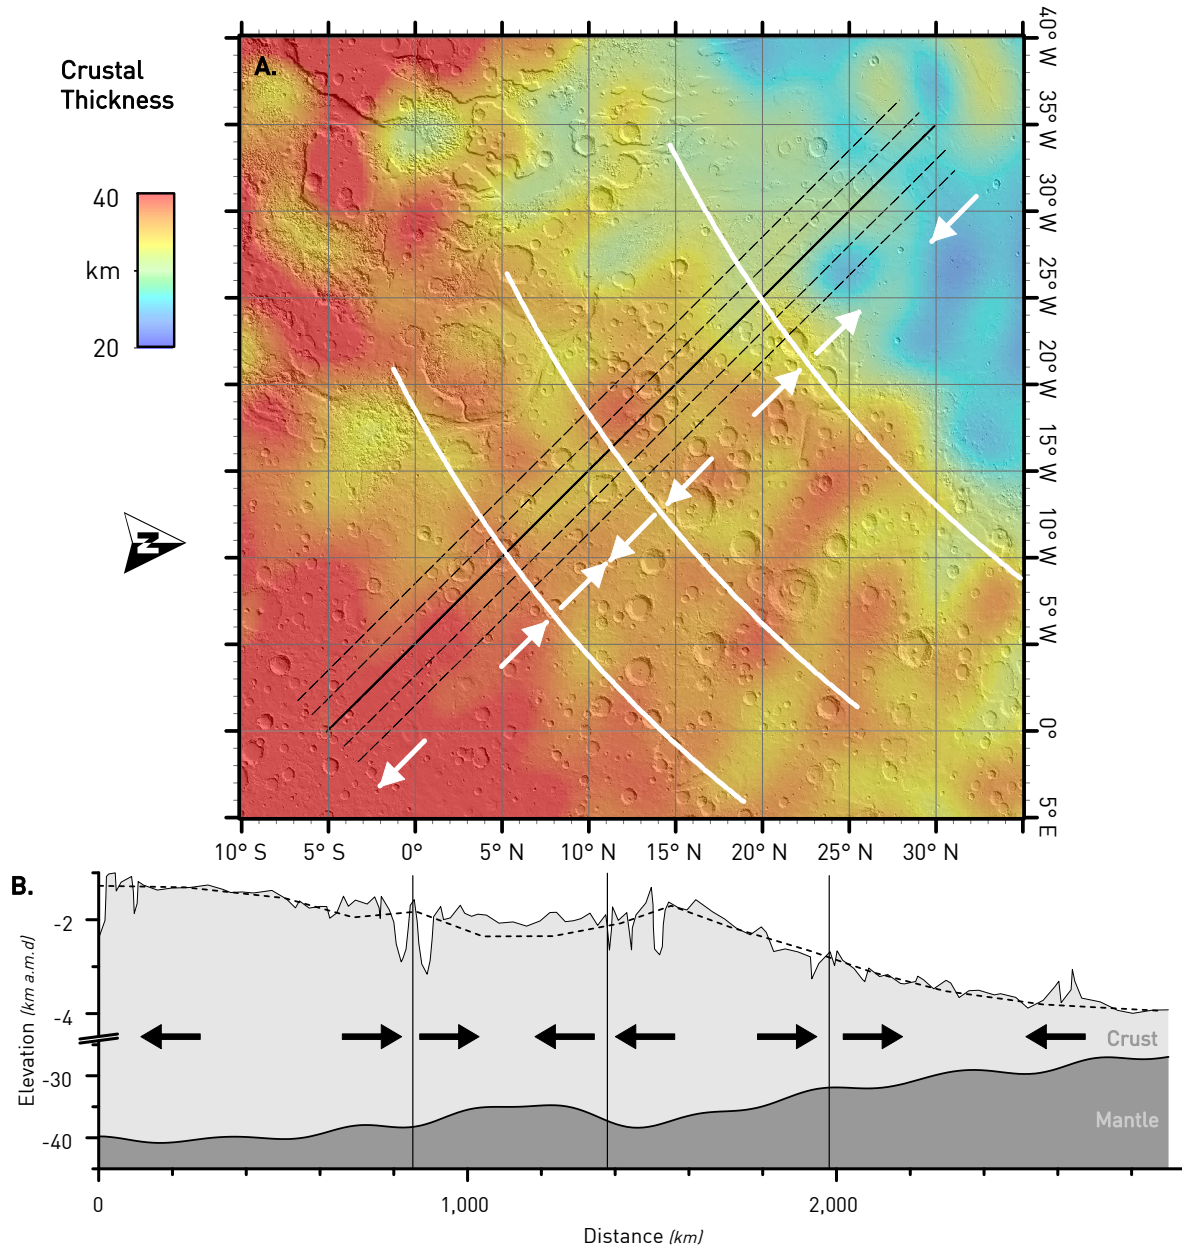 Crustal
Thickness
40
km
20
A.
N
40° W
35° W
30° W
25° W
20° W
15° W
10° W
5° W
0°
5° E
10° S
5° S
0°
5° N
10° N
15° N
20° N
25° N
30° N
B.
Elevation (km a.m.d)
-2
-4
-30
-40
Crust
Mantle
0
1,000
2,000
Distance (km)